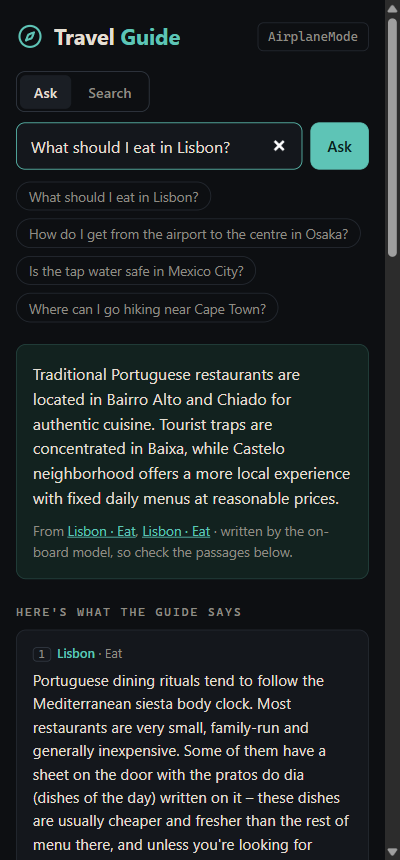 Travel Guide
AirplaneMode
Ask
Search
What should I eat in Lisbon?
Ask
What should I eat in Lisbon?
How do I get from the airport to the centre in Osaka?
Is the tap water safe in Mexico City?
Where can I go hiking near Cape Town?
Traditional Portuguese restaurants are
located in Bairro Alto and Chiado for
authentic cuisine. Tourist traps are
concentrated in Baixa, while Castelo
neighborhood offers a more local experience
with fixed daily menus at reasonable prices.
From Lisbon · Eat, Lisbon · Eat · written by the on-
board model, so check the passages below.
HERE'S WHAT THE GUIDE SAYS
1 Lisbon · Eat
Portuguese dining rituals tend to follow the
Mediterranean siesta body clock. Most
restaurants are very small, family-run and
generally inexpensive. Some of them have a
sheet on the door with the pratos do dia
(dishes of the day) written on it – these dishes
are usually cheaper and fresher than the rest of
menu there, and unless you're looking for